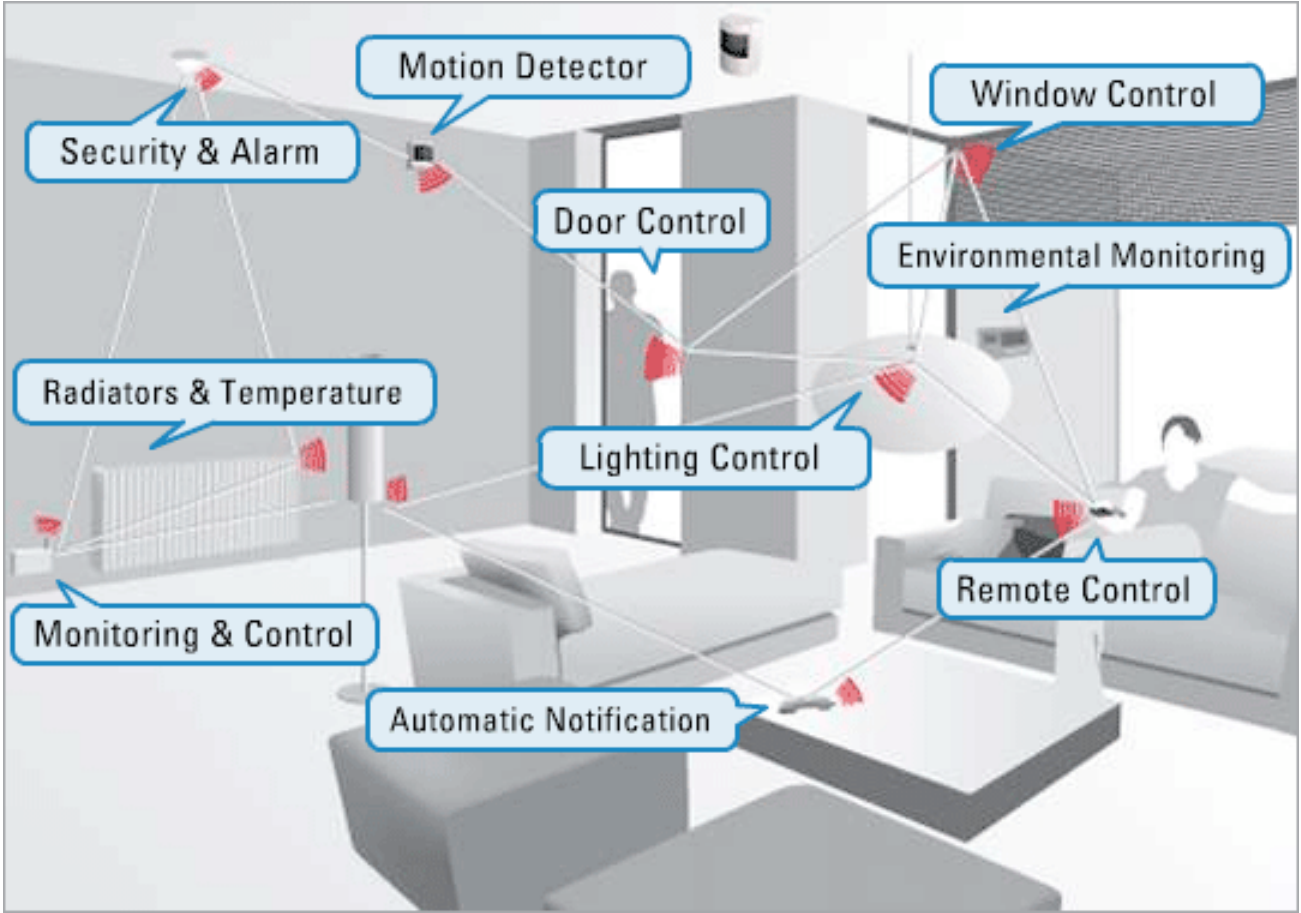 Motion Detector
Window Control
Security & Alarm
Door Control
Environmental Monitoring
Radiators & Temperature
Lighting Control
Remote Control
Monitoring & Control
Automatic Notification